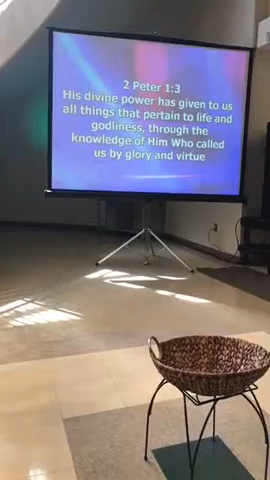 2 Peter 1:3
His divine power has given to us
all things that pertain to life and
godliness, through the
knowledge of Him Who called
us by glory and virtue